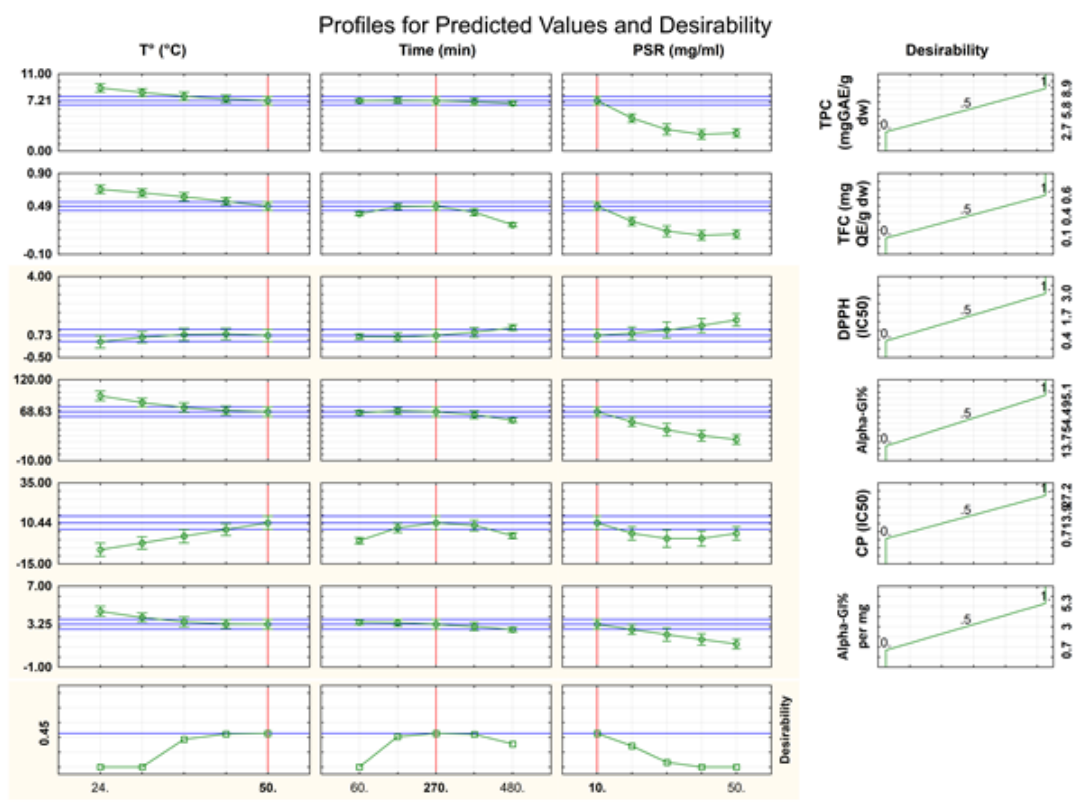 Profiles for Predicted Values and Desirability
T° (°C) Time (min) PSR (mg/ml) Desirability
11.00
7.21
0.00
TPC
(mgGAE/g
dw)
0. .5 1.
2.7 5.8 8.9
0.90
0.49
-0.10
TFC (mg
QE/g dw)
0. .5 1.
0.1 0.4 0.6
4.00
0.73
-0.50
DPPH
(IC50)
0. .5 1.
0.4 1.7 3.0
120.00
68.63
-10.00
Alpha-GI%
0. .5 1.
13.754.495.1
35.00
10.44
-15.00
CP (IC50)
0. .5 1.
7.00
3.25
-1.00
Alpha-GI%
per mg
0. .5 1.
0.7 3 5.3
0.45
Desirability
24. 50. 60. 270. 480. 10. 50.